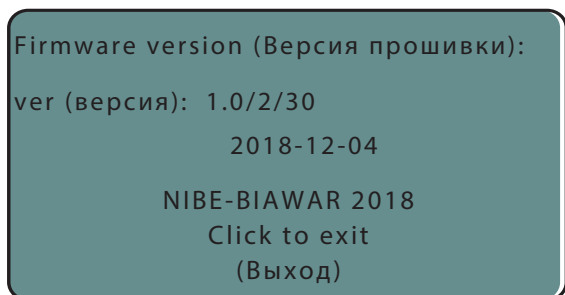 Firmware version (Версия прошивки):
ver (версия): 1.0/2/30
2018-12-04
NIBE-BIAWAR 2018
Click to exit
(Выход)